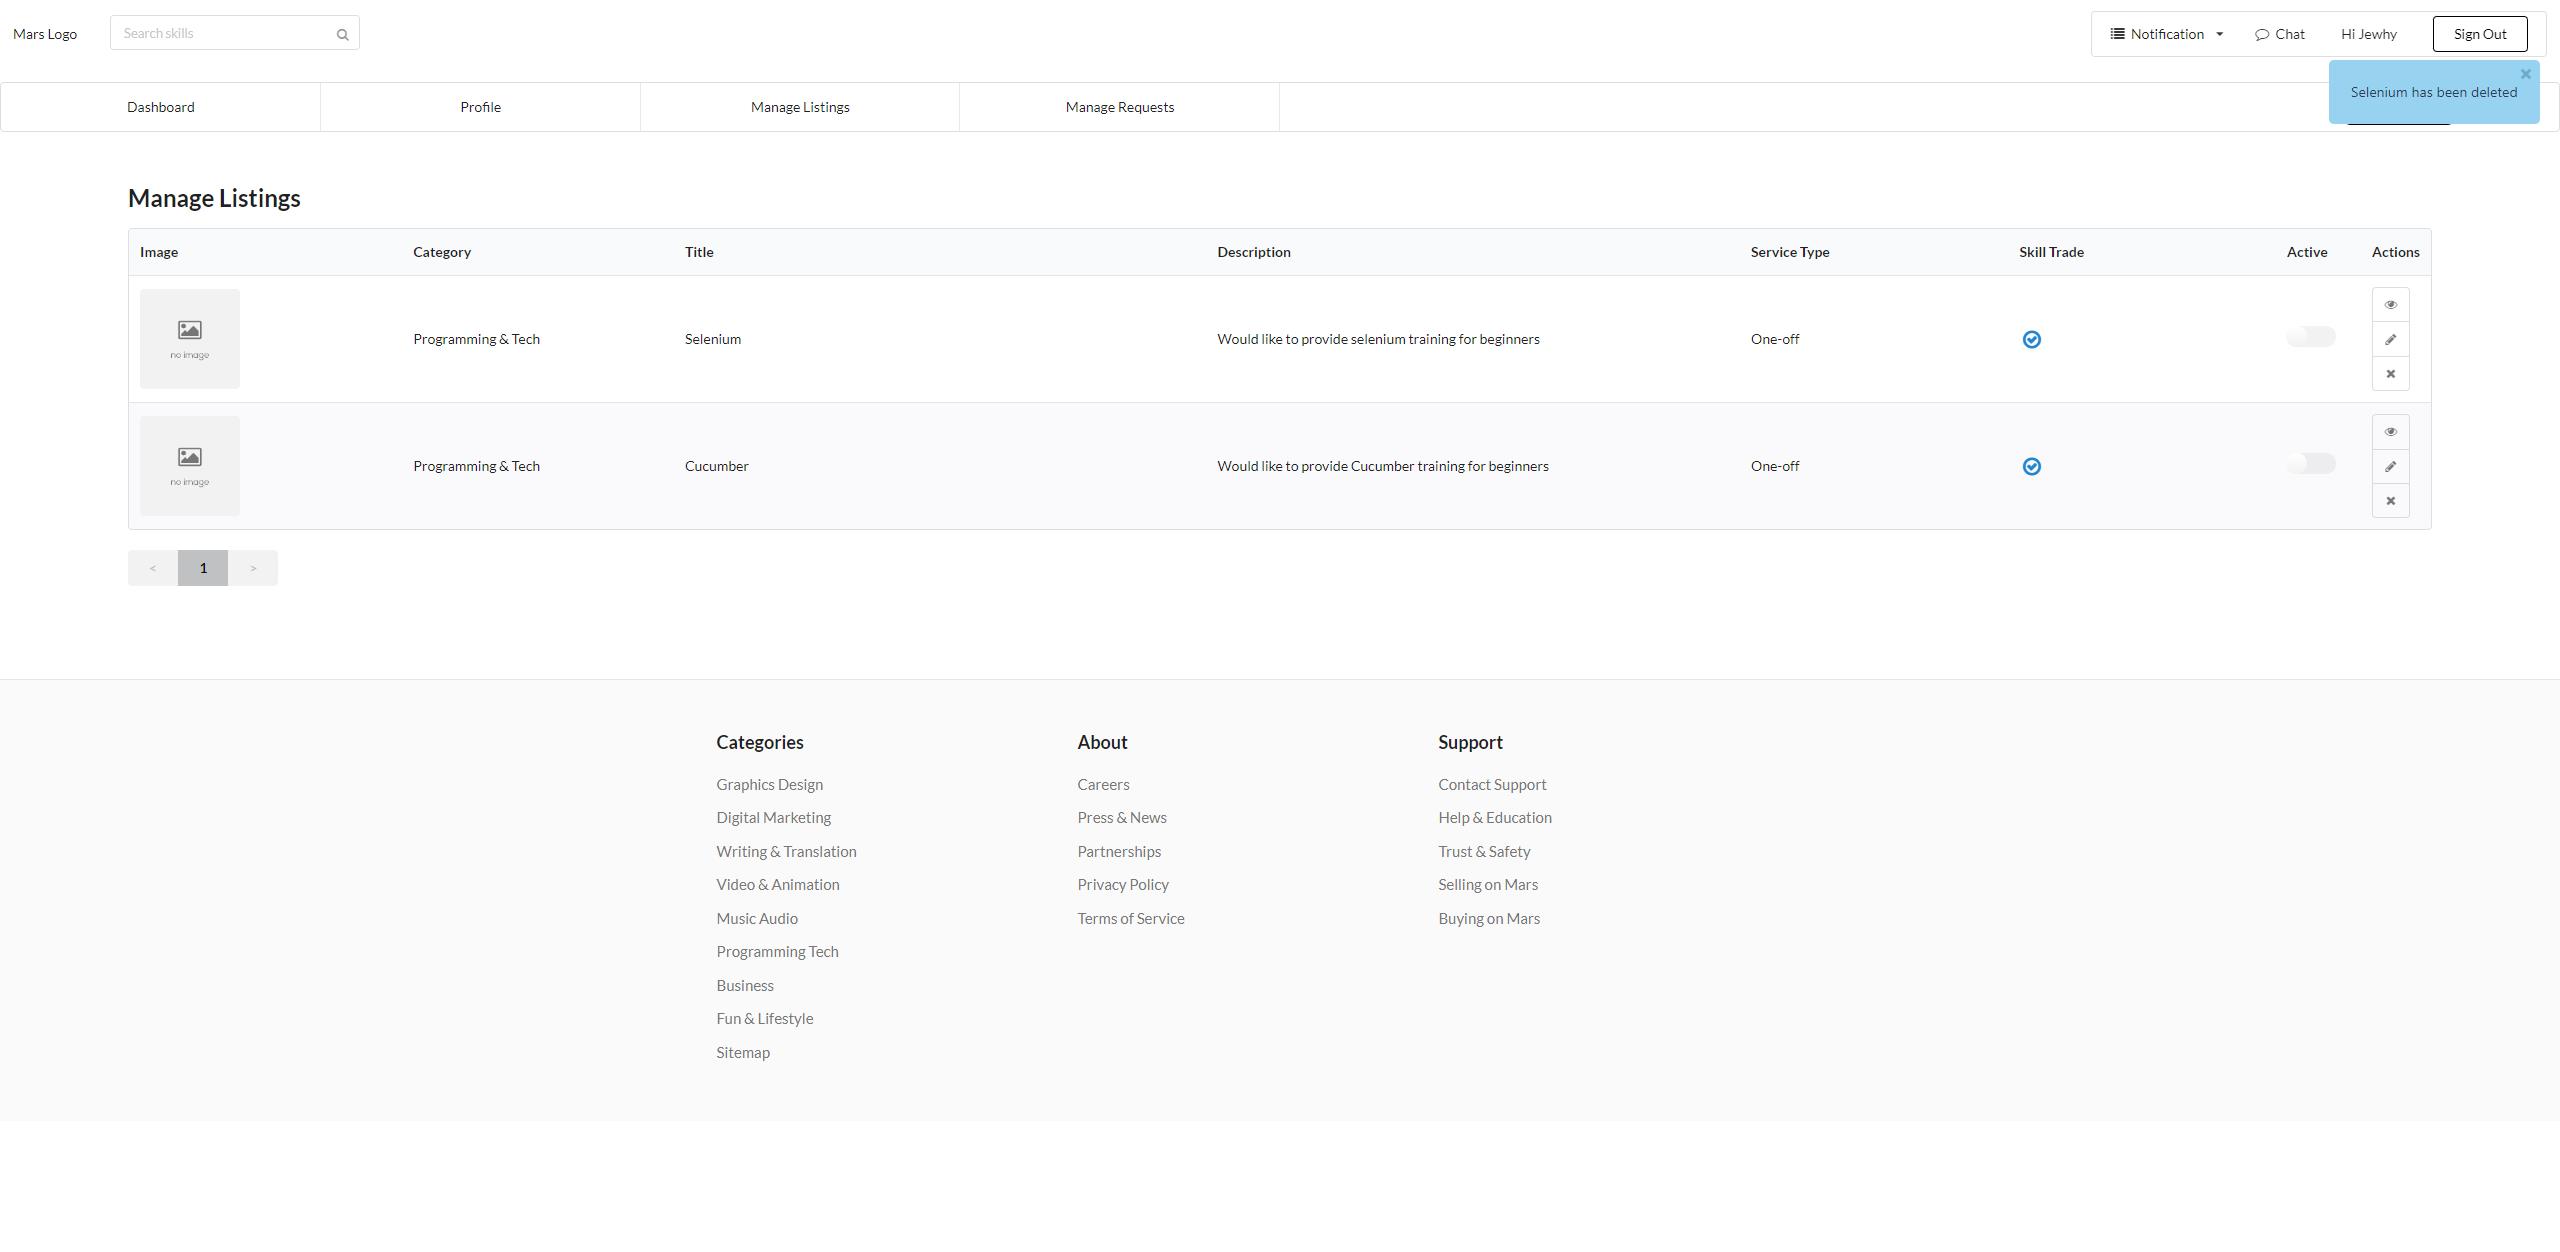 Mars Logo
Search skills
Notification
Chat
Hi Jewhy
Sign Out
Selenium has been deleted
Dashboard
Profile
Manage Listings
Manage Requests
Manage Listings
Image Category Title Description Service Type Skill Trade Active Actions
no image
Programming & Tech Selenium Would like to provide selenium training for beginners One-off
no image
Programming & Tech Cucumber Would like to provide Cucumber training for beginners One-off
< 1 >
Categories
Graphics Design
Digital Marketing
Writing & Translation
Video & Animation
Music Audio
Programming Tech
Business
Fun & Lifestyle
Sitemap
About
Careers
Press & News
Partnerships
Privacy Policy
Terms of Service
Support
Contact Support
Help & Education
Trust & Safety
Selling on Mars
Buying on Mars